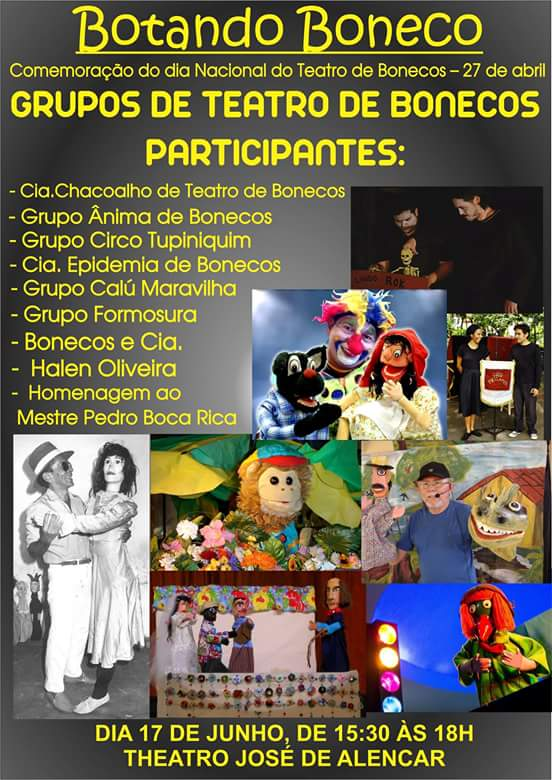 Botando Boneco
Comemoração do dia Nacional do Teatro de Bonecos – 27 de abril
GRUPOS DE TEATRO DE BONECOS
PARTICIPANTES:
- Cia.Chacoalho de Teatro de Bonecos
- Grupo Ânima de Bonecos
- Grupo Circo Tupiniquim
- Cia. Epidemia de Bonecos
- Grupo Calú Maravilha
- Grupo Formosura
- Bonecos e Cia.
- Halen Oliveira
- Homenagem ao
Mestre Pedro Boca Rica
DIA 17 DE JUNHO, DE 15:30 ÀS 18H
THEATRO JOSÉ DE ALENCAR